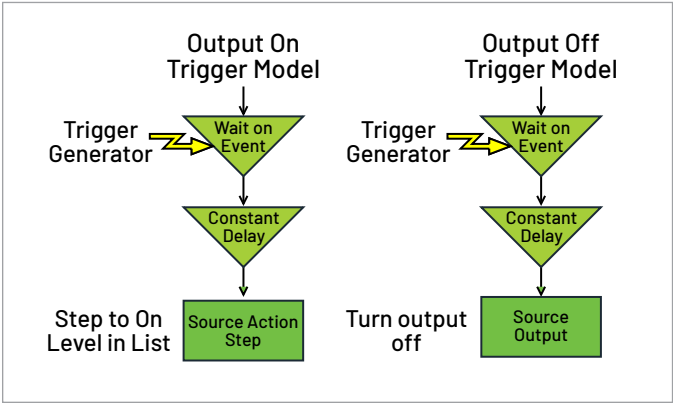 Output On
Trigger Model
Trigger
Generator
Wait on
Event
Constant
Delay
Step to On
Level in List
Source Action
Step
Output Off
Trigger Model
Trigger
Generator
Wait on
Event
Constant
Delay
Turn output
off
Source
Output